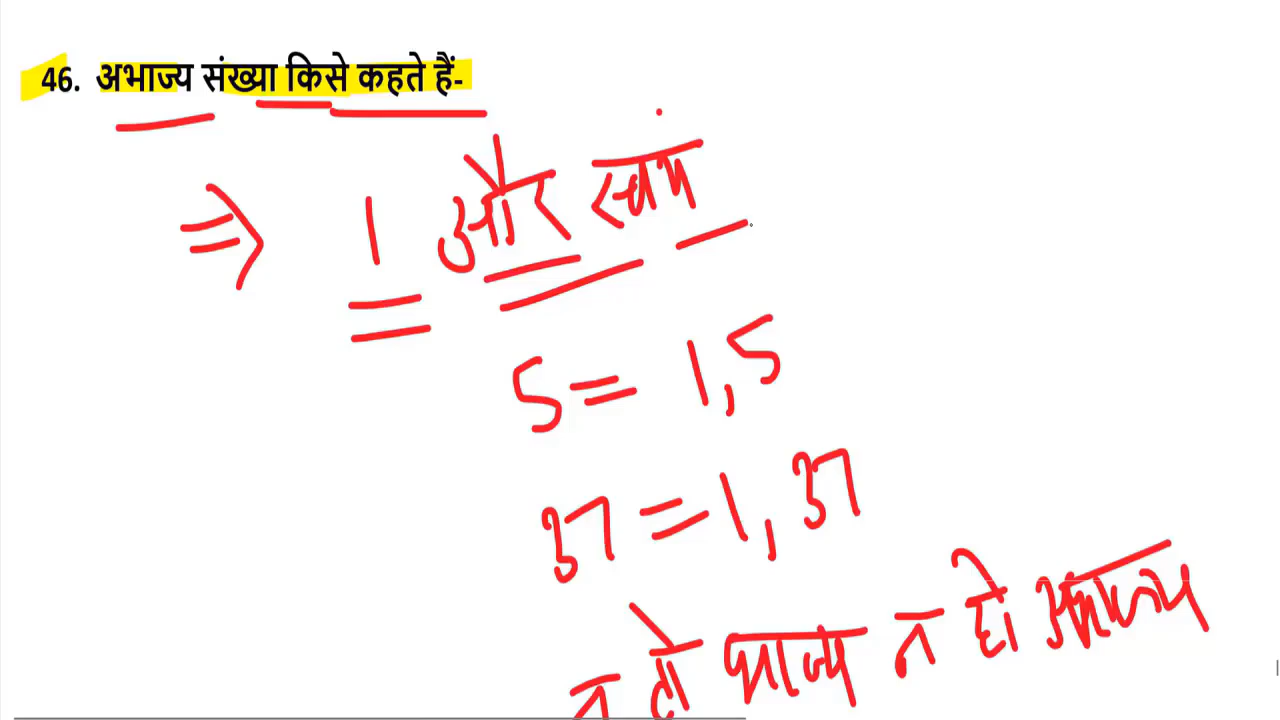 46. अभाज्य संख्या किसे कहते हैं-
⇒ 1 और स्वयं
5 = 1,5
37 = 1, 37
न तो भाज्य न हो अभाज्य